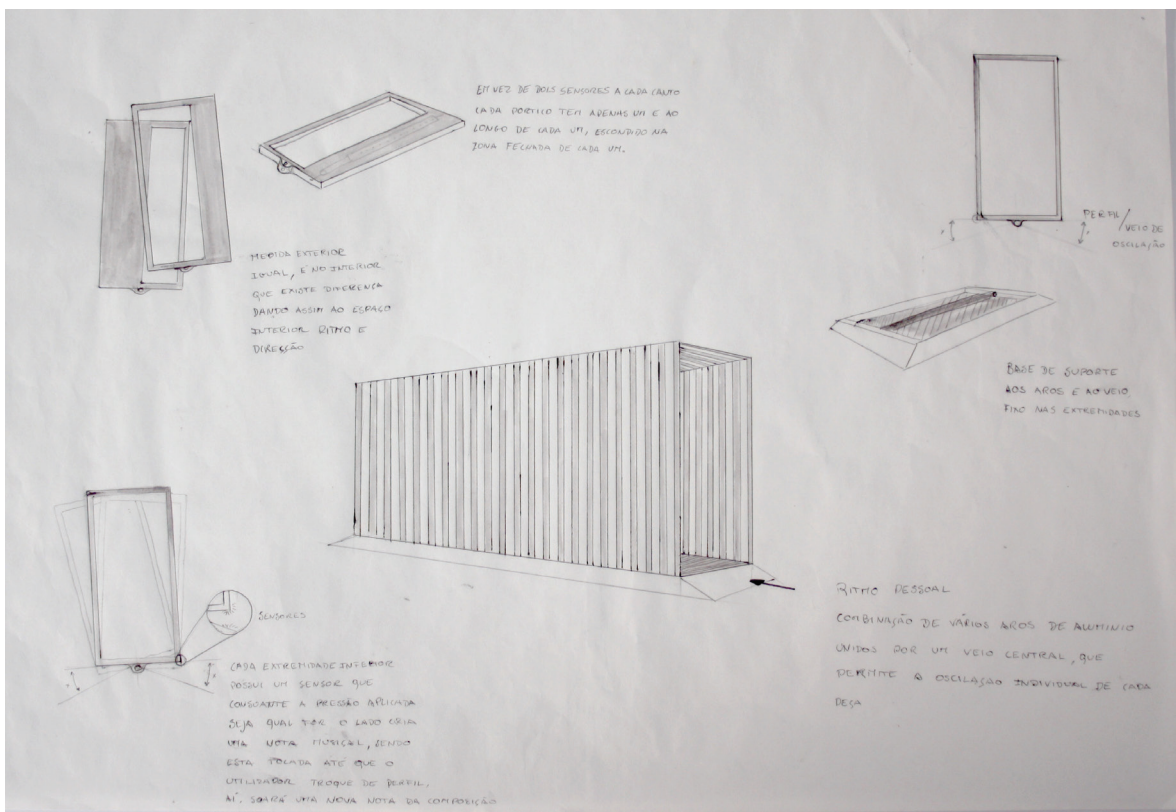 EM VEZ DE DOIS SENSORES A CADA CANTO
CADA PORTICO TEM APENAS UM E AO
LONGO DE CADA UM, ESCONDIDO NA
ZONA FECHADA DE CADA UM.
PERFIL/
VEIO DE
OSCILAÇÃO
MEDIDA EXTERIOR
IGUAL, É NO INTERIOR
QUE EXISTE DIFERENÇA
DANDO ASSIM AO ESPAÇO
INTERIOR RITMO E
DIRECÇÃO
BASE DE SUPORTE
AOS AROS E AO VEIO,
FINO NAS EXTREMIDADES
SENSORES
CADA EXTREMIDADE INFERIOR
POSSUI UM SENSOR QUE
CONSOANTE A PRESSÃO APLICADA
SEJA QUAL FOR O LADO CRIA
UMA NOTA MUSICAL, SENDO
ESTA TOCADA ATÉ QUE O
UTILIZADOR TROQUE DE PERFIL,
AÍ, SOARÁ UMA NOVA NOTA DA COMPOSIÇÃO
RITMO PESSOAL
COMBINAÇÃO DE VÁRIOS AROS DE ALUMINIO
UNIDOS POR UM VEIO CENTRAL, QUE
PERMITE A OSCILAÇÃO INDIVIDUAL DE CADA
PEÇA